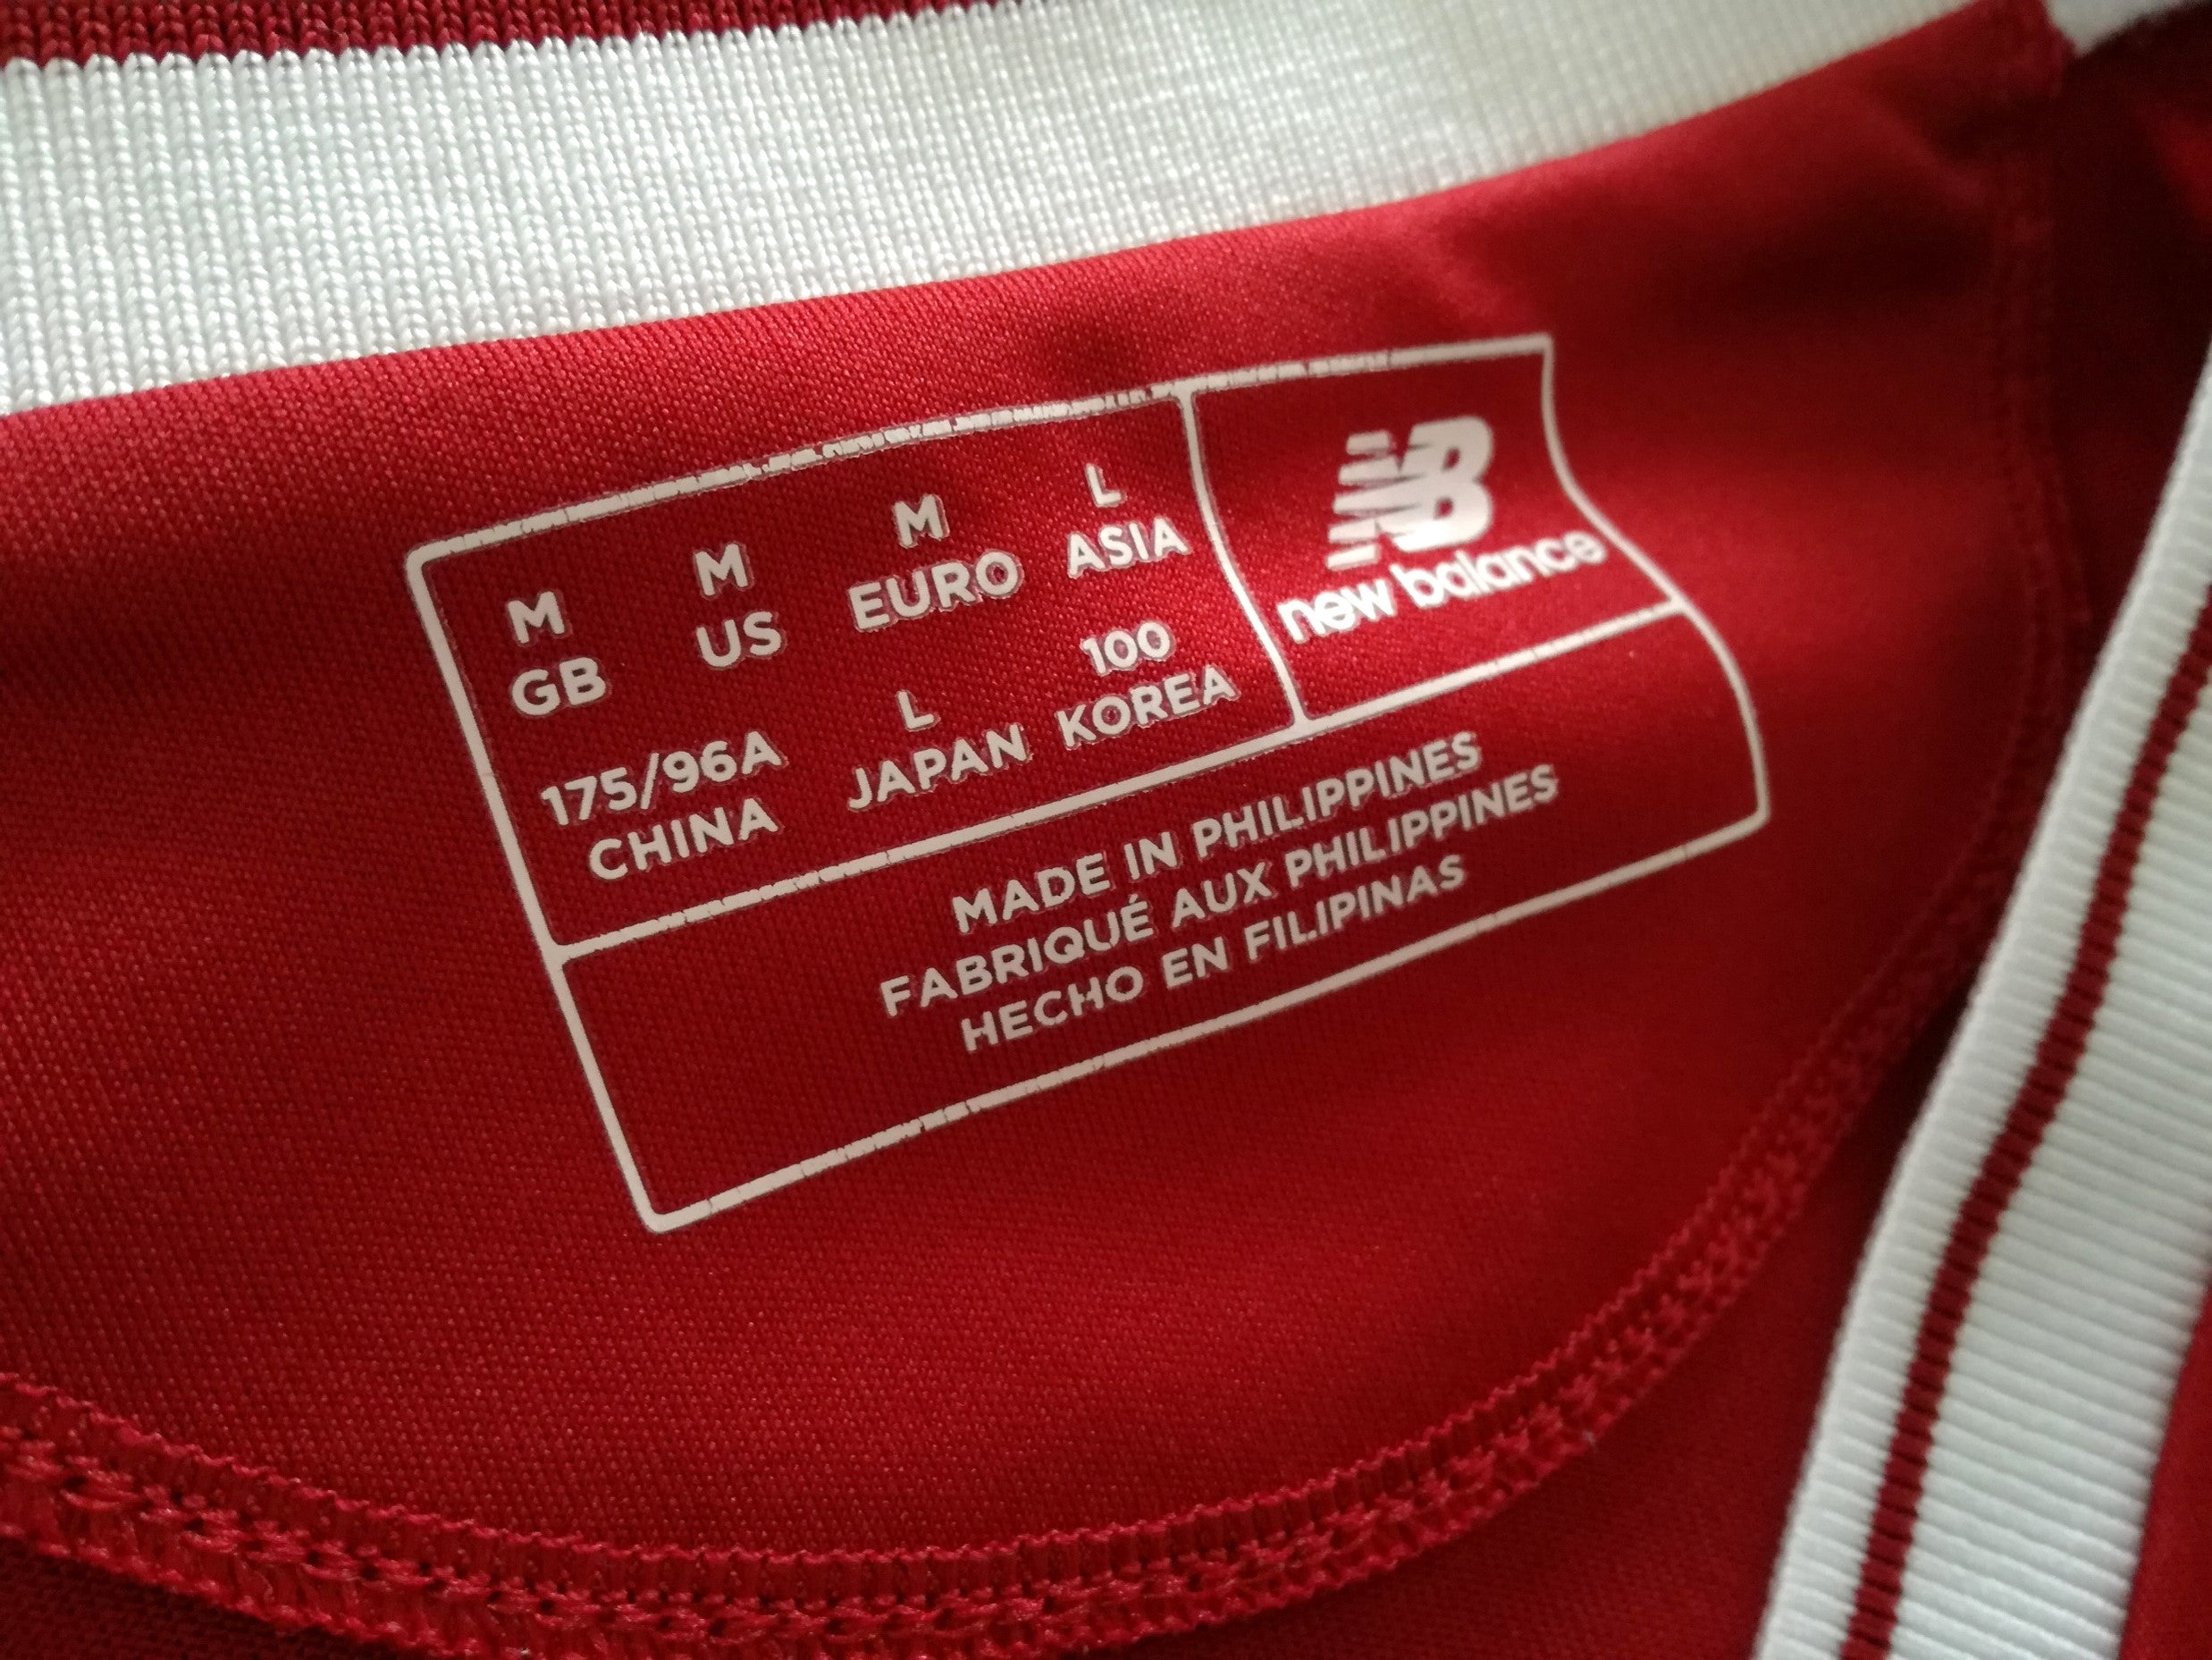 M M M L
GB US EURO ASIA
175/96A L 100
CHINA JAPAN KOREA
NB
new balance
MADE IN PHILIPPINES
FABRIQUÉ AUX PHILIPPINES
HECHO EN FILIPINAS